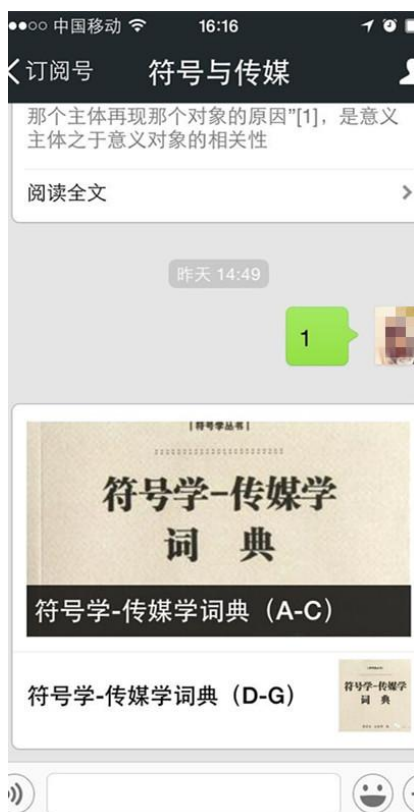 中国移动 16:16
订阅号 符号与传媒
那个主体再现那个对象的原因”[1]，是意义
主体之于意义对象的相关性
阅读全文
昨天 14:49
1
符号学丛书
符号学-传媒学
词典
符号学-传媒学词典（A-C）
符号学-传媒学词典（D-G）
符号学-传媒学
词典